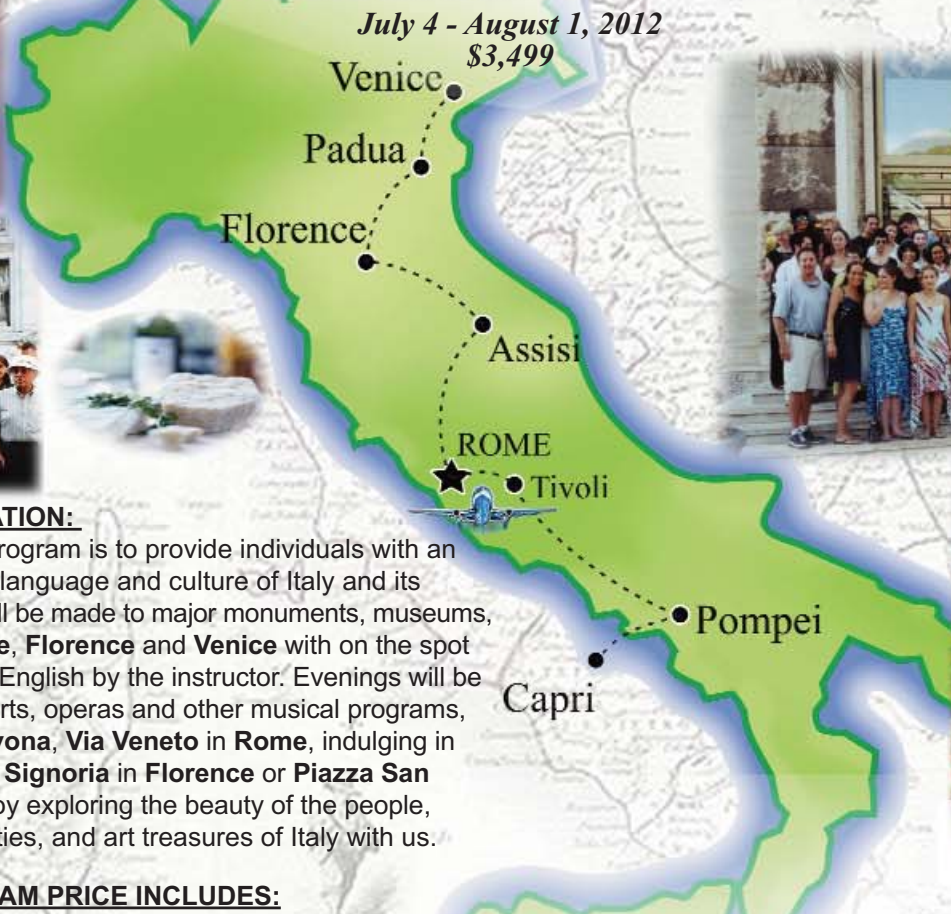 July 4 - August 1, 2012
$3,499
Venice
Padua
Florence
Assisi
ROME
Tivoli
Pompei
Capri
ATION:
rogram is to provide individuals with an
language and culture of Italy and its
ll be made to major monuments, museums,
e, Florence and Venice with on the spot
English by the instructor. Evenings will be
rts, operas and other musical programs,
vona, Via Veneto in Rome, indulging in
Signoria in Florence or Piazza San
by exploring the beauty of the people,
ties, and art treasures of Italy with us.
AM PRICE INCLUDES: